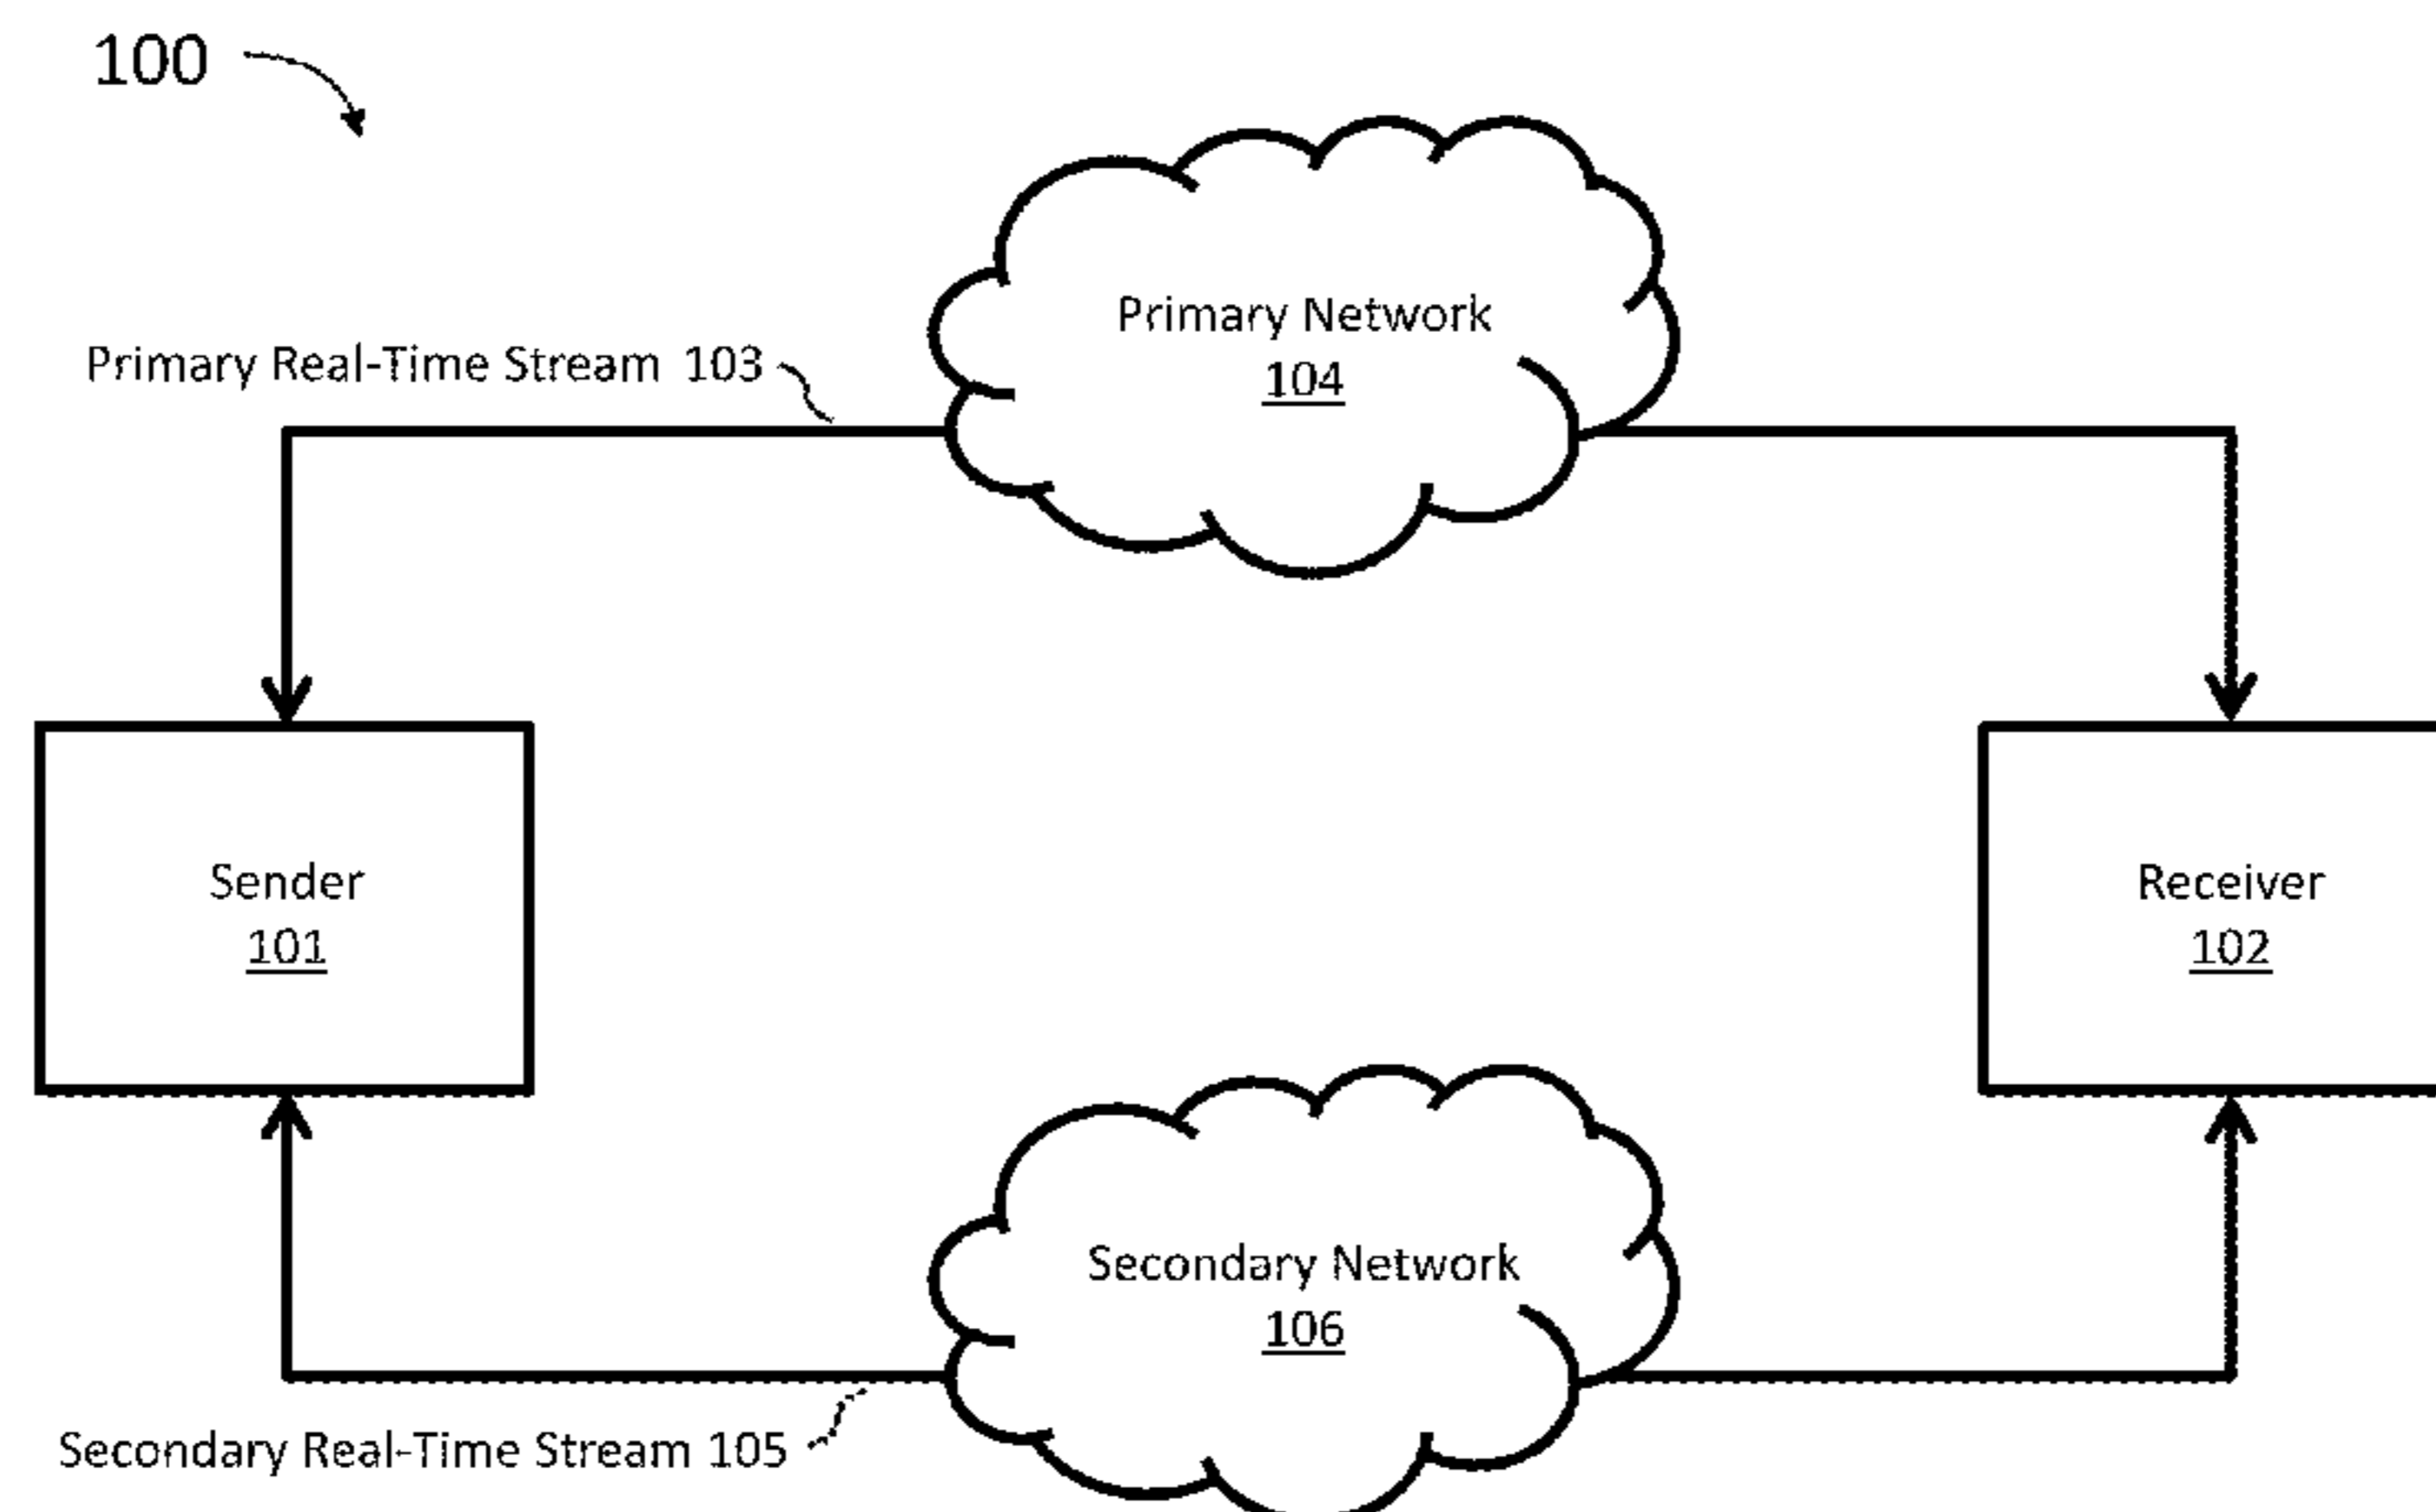 100
Primary Network
104
Primary Real-Time Stream 103
Sender
101
Receiver
102
Secondary Network
106
Secondary Real-Time Stream 105